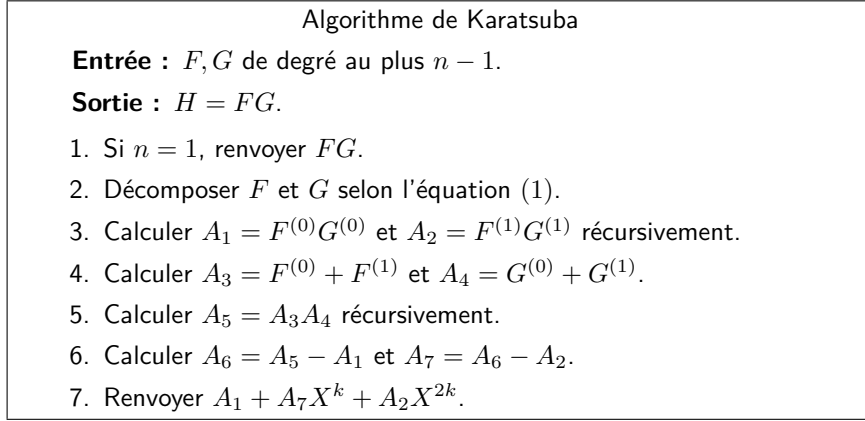 Algorithme de Karatsuba
Entrée : F, G de degré au plus n − 1.
Sortie : H = FG.
1. Si n = 1, renvoyer FG.
2. Décomposer F et G selon l'équation (1).
3. Calculer A₁ = F⁽⁰⁾G⁽⁰⁾ et A₂ = F⁽¹⁾G⁽¹⁾ récursivement.
4. Calculer A₃ = F⁽⁰⁾ + F⁽¹⁾ et A₄ = G⁽⁰⁾ + G⁽¹⁾.
5. Calculer A₅ = A₃A₄ récursivement.
6. Calculer A₆ = A₅ − A₁ et A₇ = A₆ − A₂.
7. Renvoyer A₁ + A₇Xᵏ + A₂X²ᵏ.